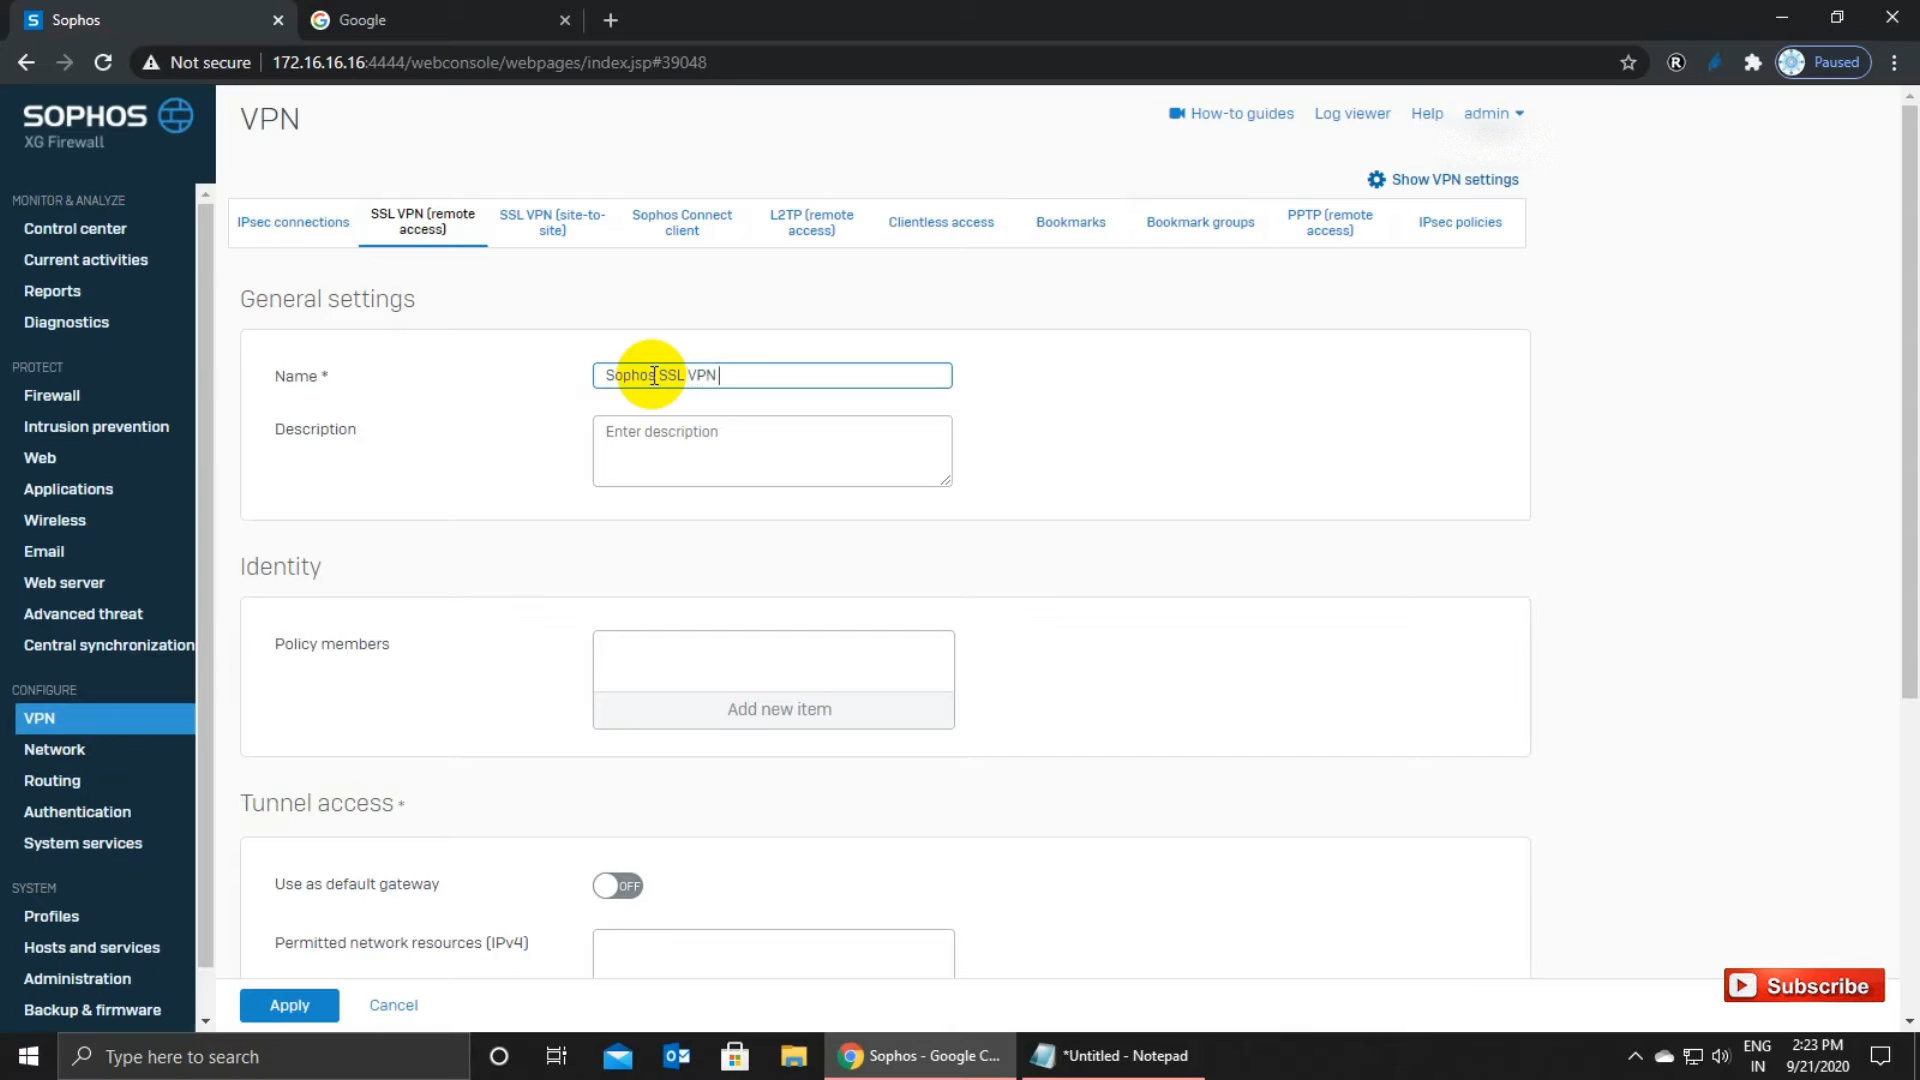 Sophos
Google
Not secure
172.16.16.16:4444/webconsole/webpages/index.jsp#39048
R
Paused
SOPHOS
XG Firewall
VPN
How-to guides
Log viewer
Help
admin
Show VPN settings
IPsec connections
SSL VPN (remote
access)
SSL VPN (site-to-
site)
Sophos Connect
client
L2TP (remote
access)
Clientless access
Bookmarks
Bookmark groups
PPTP (remote
access)
IPsec policies
MONITOR & ANALYZE
Control center
Current activities
Reports
Diagnostics
PROTECT
Firewall
Intrusion prevention
Web
Applications
Wireless
Email
Web server
Advanced threat
Central synchronization
CONFIGURE
VPN
Network
Routing
Authentication
System services
SYSTEM
Profiles
Hosts and services
Administration
Backup & firmware
General settings
Name *
Sophos SSL VPN
Description
Enter description
Identity
Policy members
Add new item
Tunnel access *
Use as default gateway
OFF
Permitted network resources (IPv4)
Apply
Cancel
Subscribe
Type here to search
Sophos - Google C...
*Untitled - Notepad
ENG
IN
2:23 PM
9/21/2020